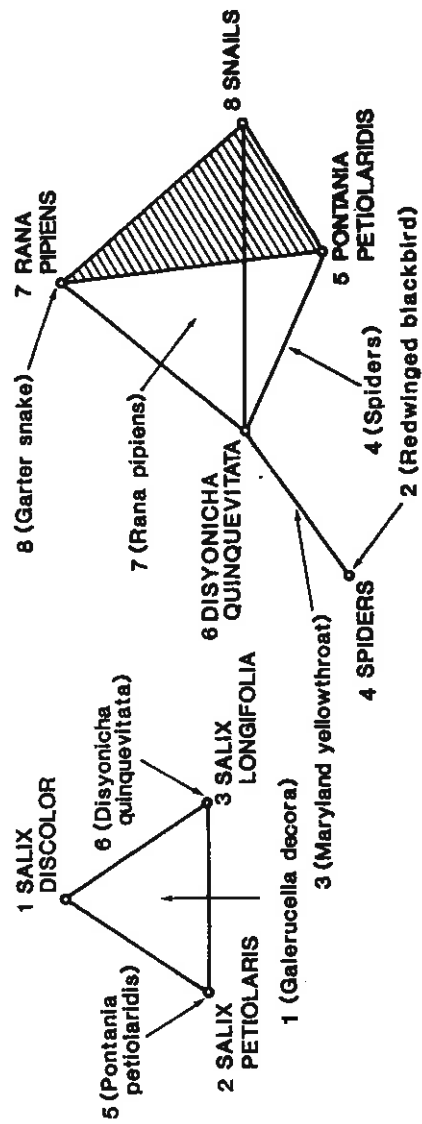 1 SALIX
DISCOLOR
6 (Disyonicha
quinquevitata)
5 (Pontania
petiolaridis)
3 SALIX
LONGIFOLIA
2 SALIX
PETIOLARIS
1 (Galerucella decora)
8 (Garter snake)
7 RANA
PIPIENS
7 (Rana pipiens)
8 SNAILS
6 DISYONICHA
QUINQUEVITATA
5 PONTANIA
PETIOLARIDIS
4 (Spiders)
3 (Maryland yellowthroat)
4 SPIDERS
2 (Redwinged blackbird)